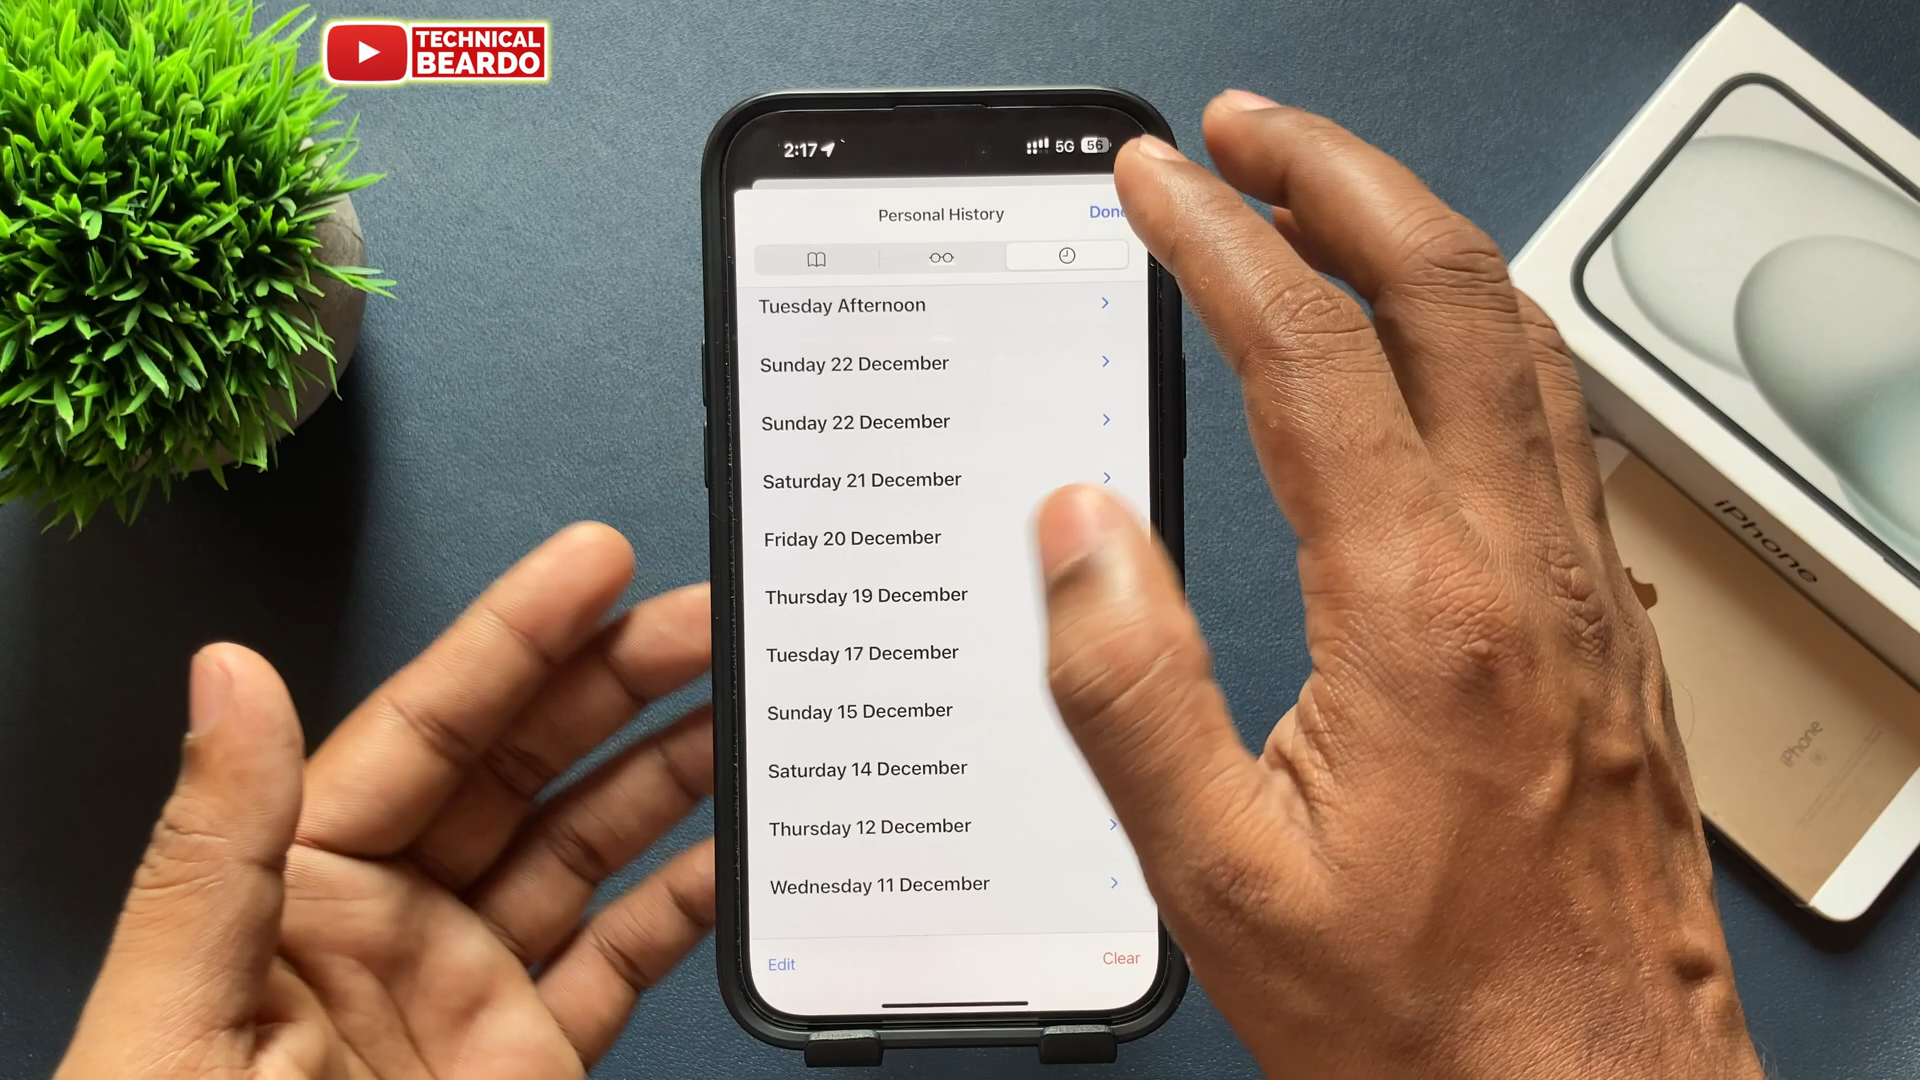 TECHNICAL
BEARDO
2:17
5G 56
Personal History
Done
Tuesday Afternoon
Sunday 22 December
Sunday 22 December
Saturday 21 December
Friday 20 December
Thursday 19 December
Tuesday 17 December
Sunday 15 December
Saturday 14 December
Thursday 12 December
Wednesday 11 December
Edit
Clear
iPhone
iPhone